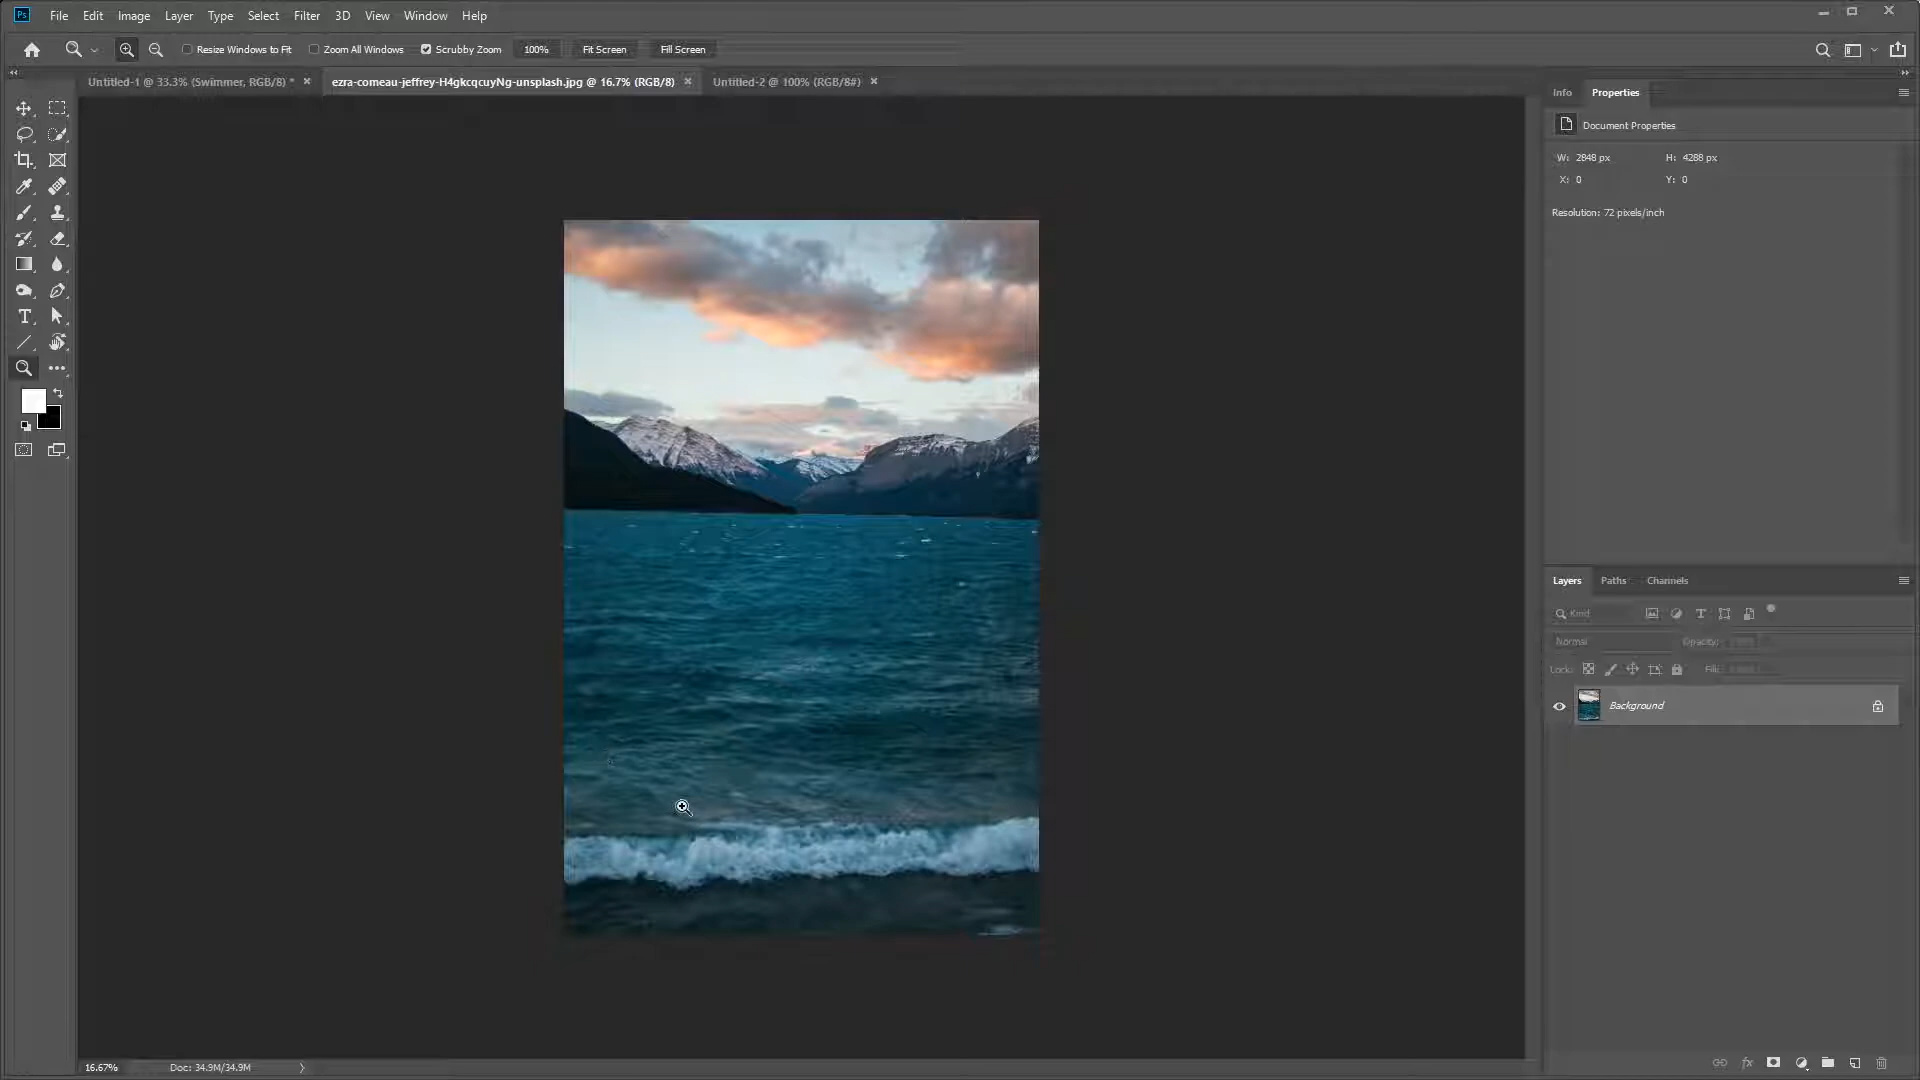 Ps File Edit Image Layer Type Select Filter 3D View Window Help
Resize Windows to Fit Zoom All Windows Scrubby Zoom 100% Fit Screen Fill Screen
Untitled-1 @ 33.3% (Swimmer, RGB/8) * × ezra-comeau-jeffrey-H4gkcqcuyNg-unsplash.jpg @ 16.7% (RGB/8) × Untitled-2 @ 100% (RGB/8#) ×
Info Properties
Document Properties
W: 2848 px H: 4288 px
X: 0 Y: 0
Resolution: 72 pixels/inch
Layers Paths Channels
Kind
Normal Opacity:
Lock: Fill:
Background
16.67% Doc: 34.9M/34.9M